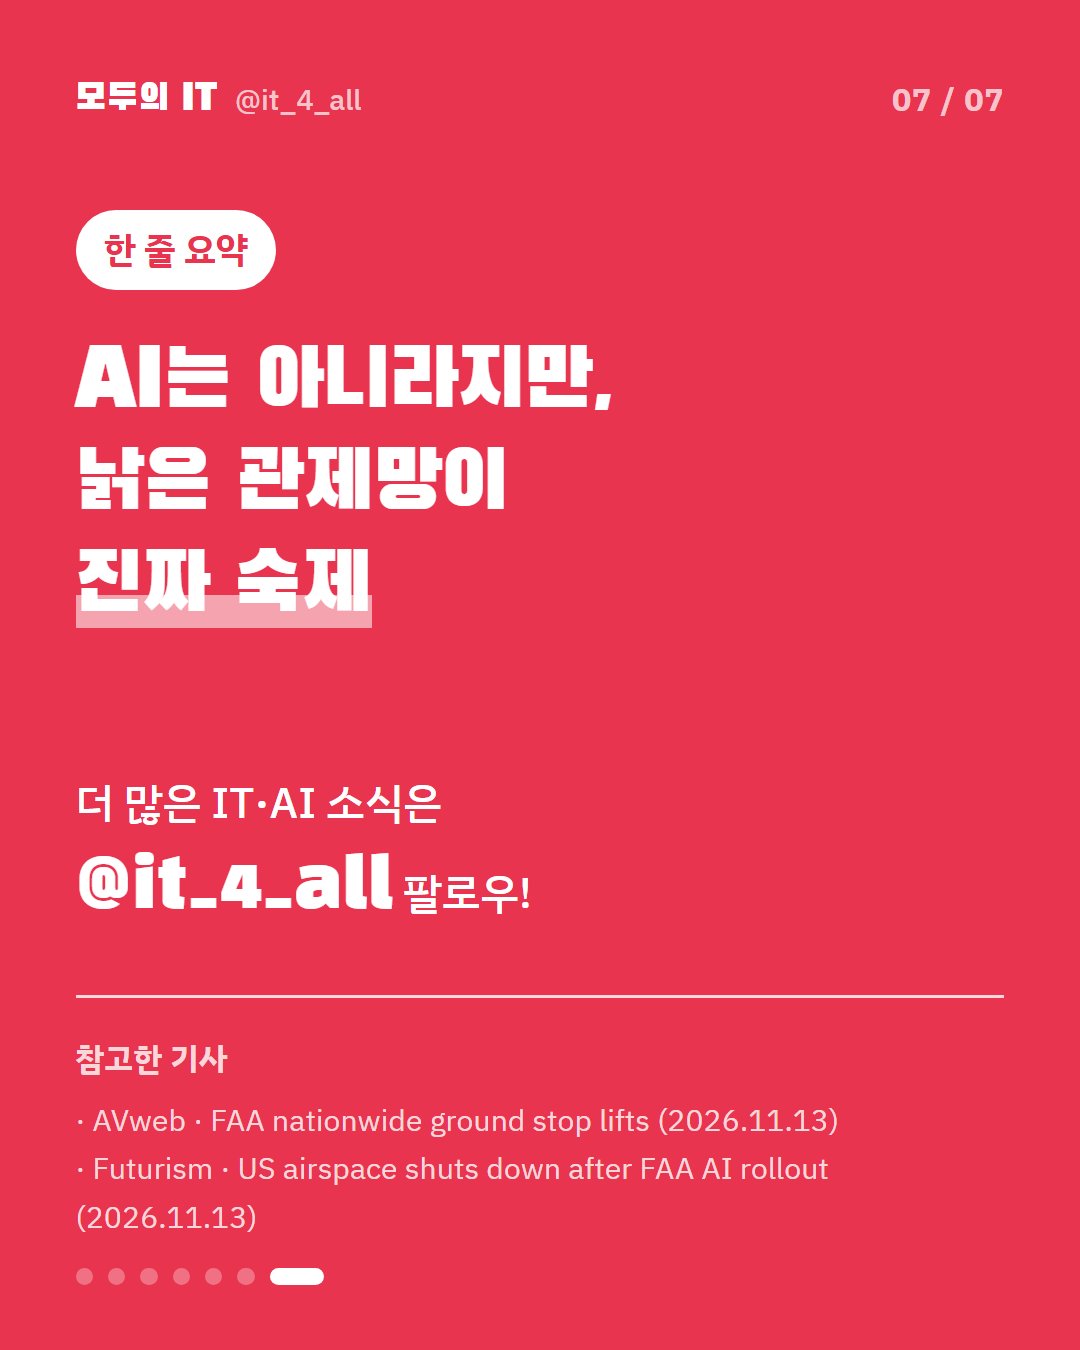 모두의 IT @it_4_all 07 / 07
한 줄 요약
AI는 아니라지만,
낡은 관제망이
진짜 숙제
더 많은 IT·AI 소식은
@it_4_all 팔로우!
참고한 기사
· AVweb · FAA nationwide ground stop lifts (2026.11.13)
· Futurism · US airspace shuts down after FAA AI rollout
(2026.11.13)